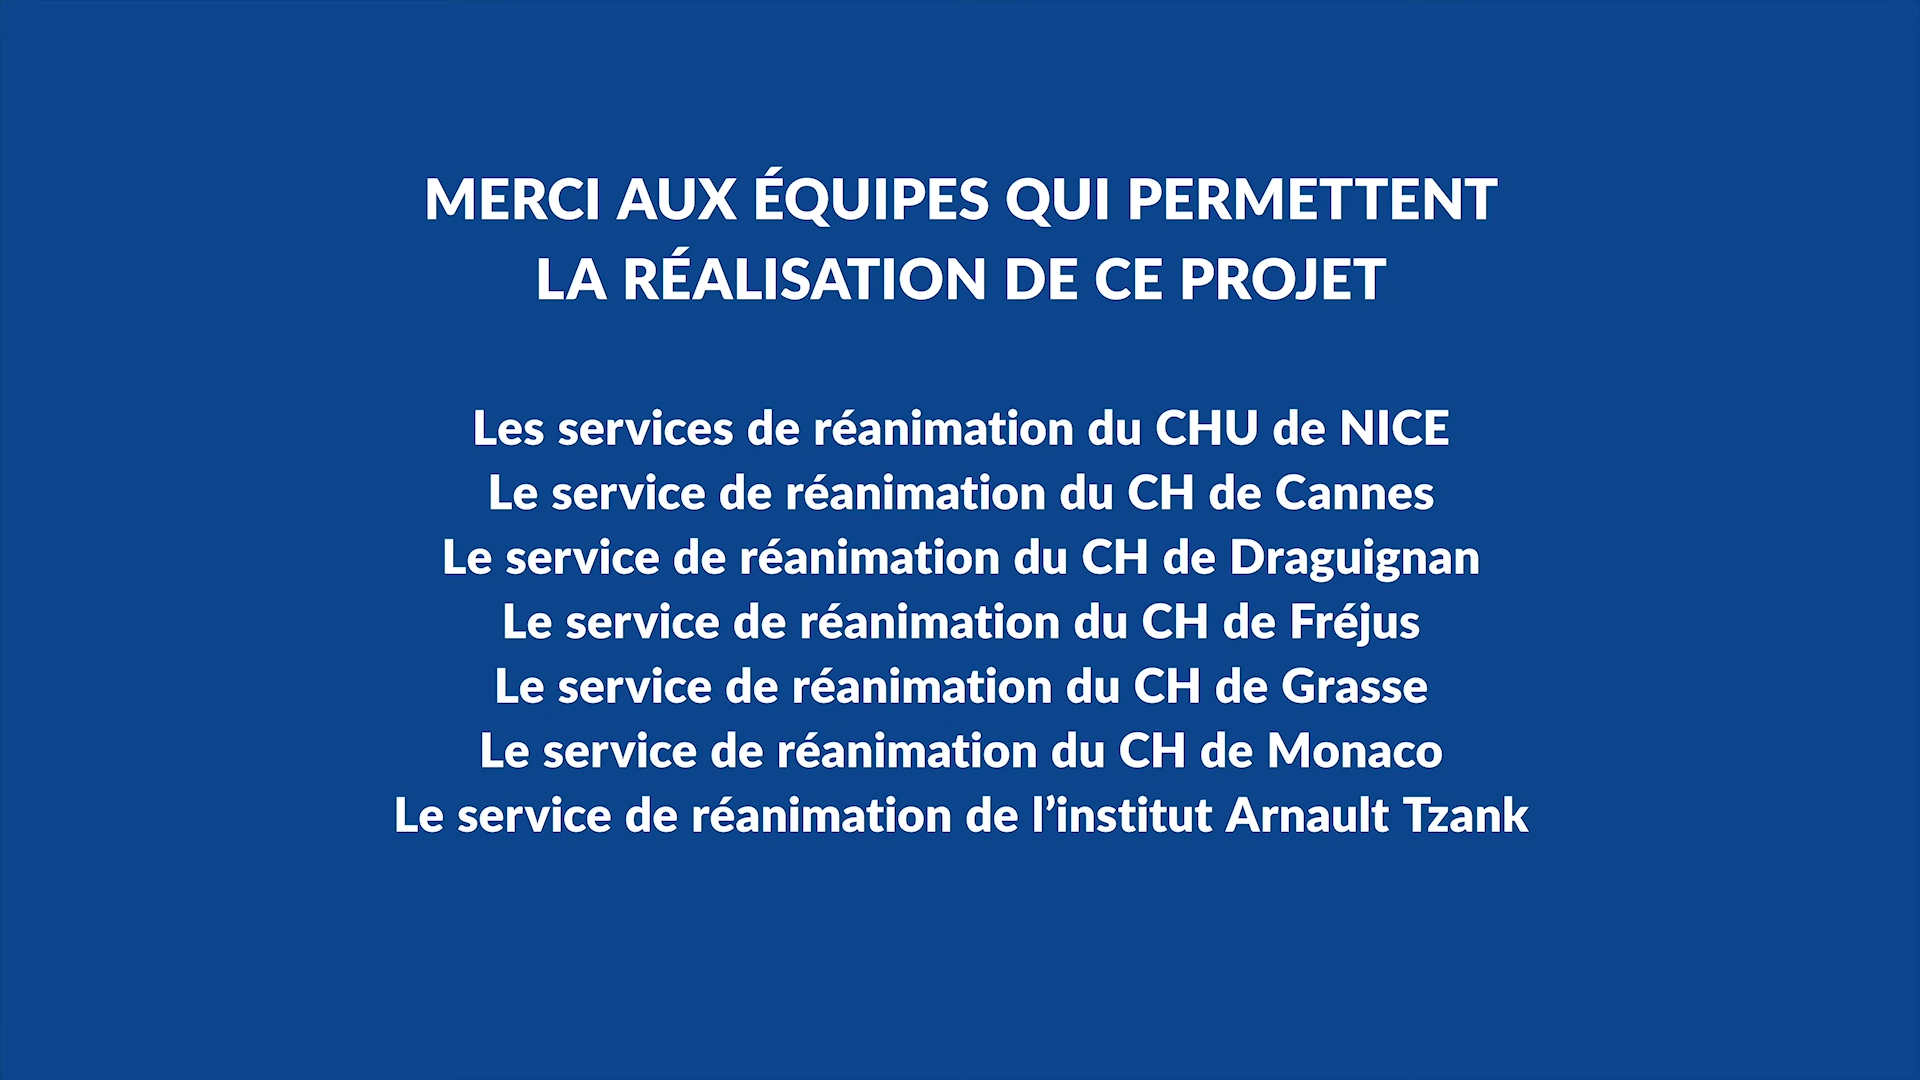 MERCI AUX ÉQUIPES QUI PERMETTENT
LA RÉALISATION DE CE PROJET
Les services de réanimation du CHU de NICE
Le service de réanimation du CH de Cannes
Le service de réanimation du CH de Draguignan
Le service de réanimation du CH de Fréjus
Le service de réanimation du CH de Grasse
Le service de réanimation du CH de Monaco
Le service de réanimation de l’institut Arnault Tzank